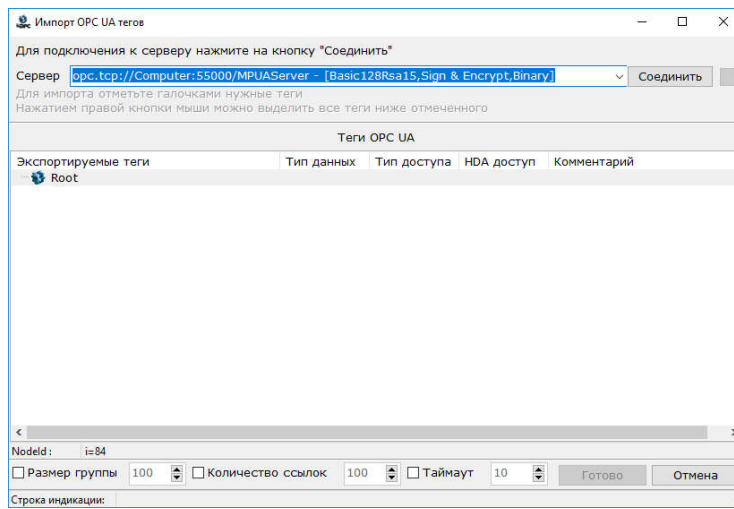 Импорт OPC UA тегов
Для подключения к серверу нажмите на кнопку "Соединить"
Сервер opc.tcp://Computer:55000/MPUAServer - [Basic128Rsa15,Sign & Encrypt,Binary] Соединить
Для импорта отметьте галочками нужные теги
Нажатием правой кнопки мыши можно выделить все теги ниже отмеченного
Теги OPC UA
Экспортируемые теги Тип данных Тип доступа HDA доступ Комментарий
Root
NodeId : i=84
Размер группы 100 Количество ссылок 100 Таймаут 10 Готово Отмена
Строка индикации: